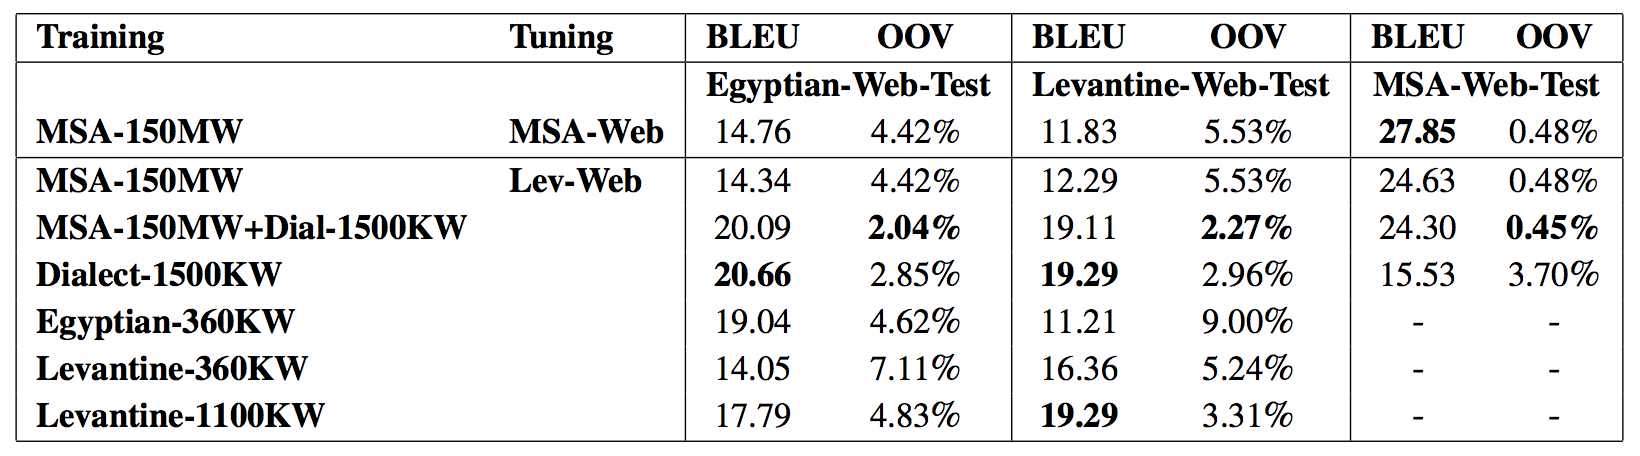 Training Tuning BLEU OOV BLEU OOV BLEU OOV
Egyptian-Web-Test Levantine-Web-Test MSA-Web-Test
MSA-150MW MSA-Web 14.76 4.42% 11.83 5.53% 27.85 0.48%
MSA-150MW Lev-Web 14.34 4.42% 12.29 5.53% 24.63 0.48%
MSA-150MW+Dial-1500KW 20.09 2.04% 19.11 2.27% 24.30 0.45%
Dialect-1500KW 20.66 2.85% 19.29 2.96% 15.53 3.70%
Egyptian-360KW 19.04 4.62% 11.21 9.00% - -
Levantine-360KW 14.05 7.11% 16.36 5.24% - -
Levantine-1100KW 17.79 4.83% 19.29 3.31% - -